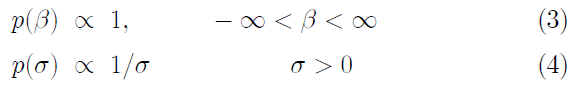 p(β) ∝ 1, −∞ < β < ∞ (3)
p(σ) ∝ 1/σ σ > 0 (4)